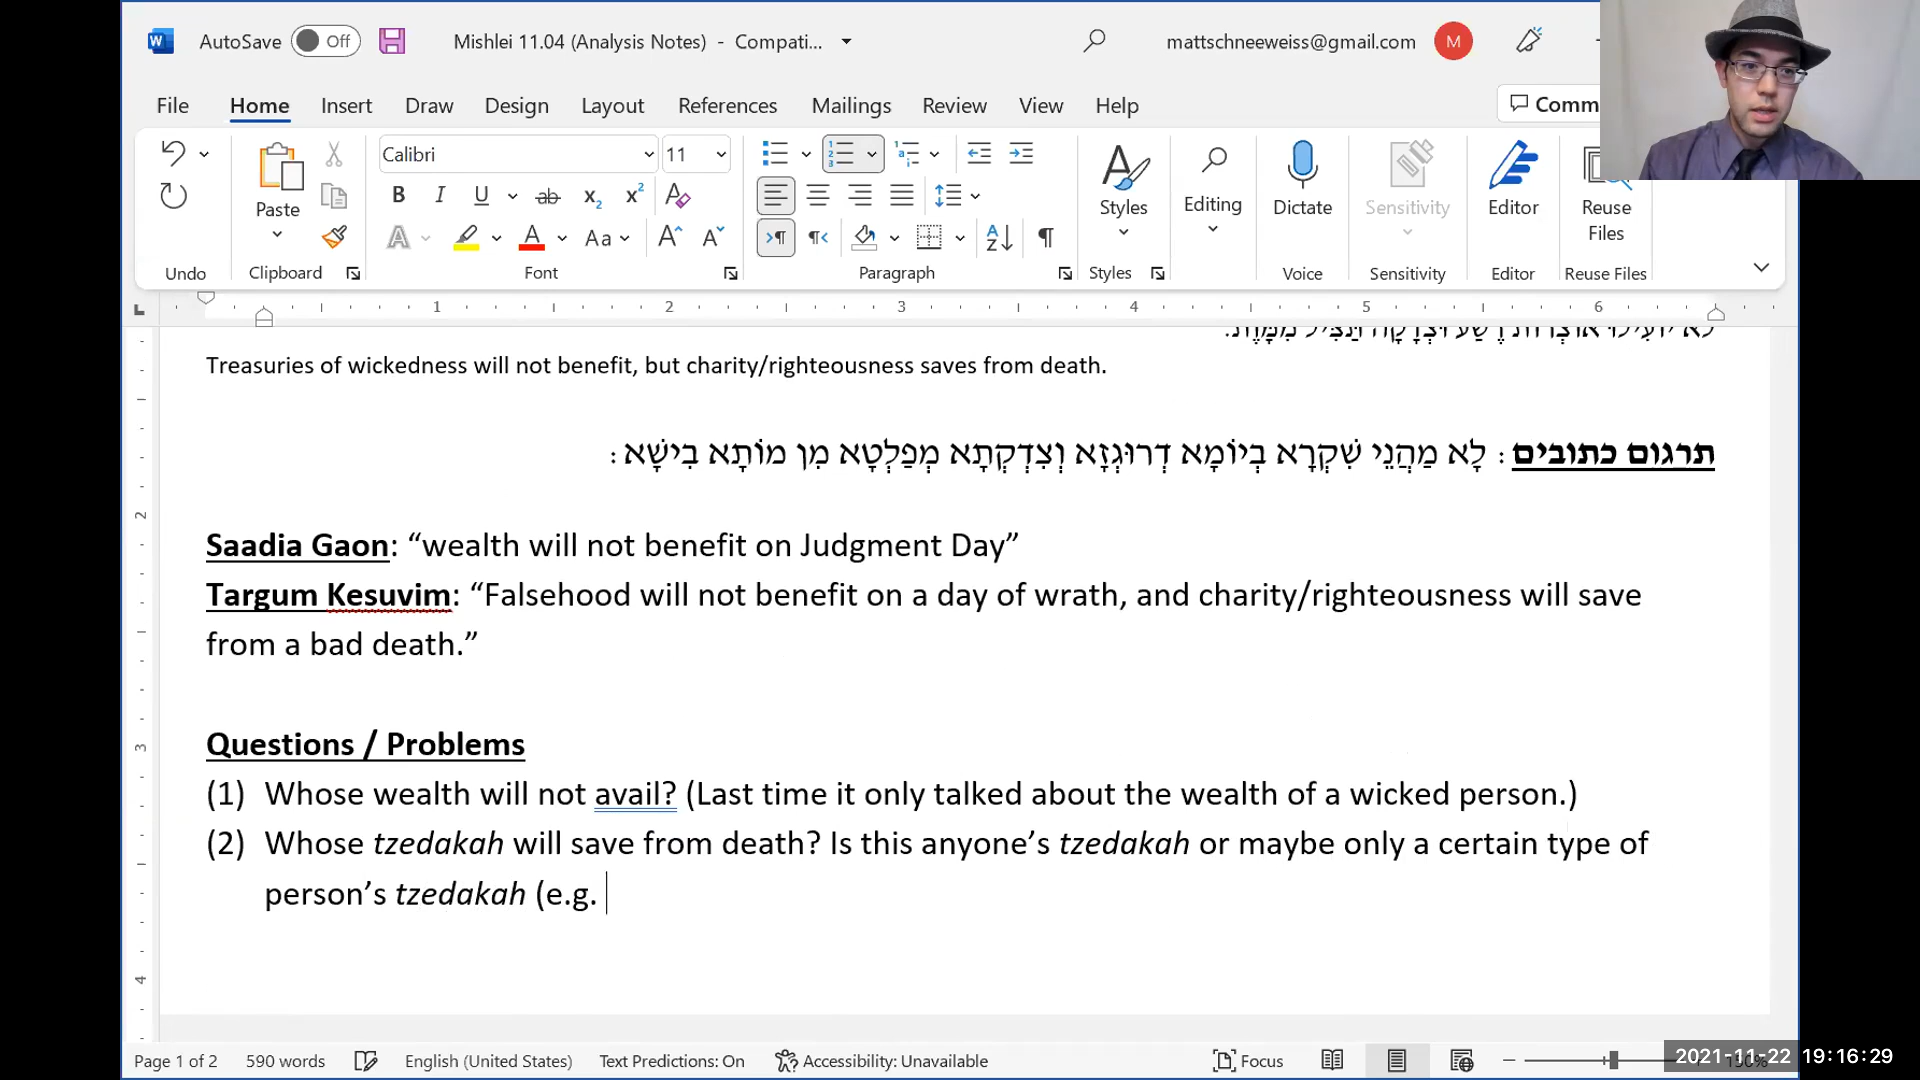 AutoSave Off Mishlei 11.04 (Analysis Notes) - Compati... mattschneeweiss@gmail.com M
File Home Insert Draw Design Layout References Mailings Review View Help Comm
Calibri 11
Paste Styles Editing Dictate Sensitivity Editor Reuse Files
Undo Clipboard Font Paragraph Styles Voice Sensitivity Editor Reuse Files
1 2 3 4 5 6
Treasuries of wickedness will not benefit, but charity/righteousness saves from death.
תרגום כתובים: לָא מַהֲנֵי שִׁקְרָא בְיוֹמָא דְרוּגְזָא וְצִדְקְתָא מְפַלְטָא מִן מוֹתָא בִישָׁא:
Saadia Gaon: “wealth will not benefit on Judgment Day”
Targum Kesuvim: “Falsehood will not benefit on a day of wrath, and charity/righteousness will save
from a bad death.”
Questions / Problems
(1) Whose wealth will not avail? (Last time it only talked about the wealth of a wicked person.)
(2) Whose tzedakah will save from death? Is this anyone’s tzedakah or maybe only a certain type of
person’s tzedakah (e.g.
Page 1 of 2 590 words English (United States) Text Predictions: On Accessibility: Unavailable Focus
2021-11-22 19:16:29